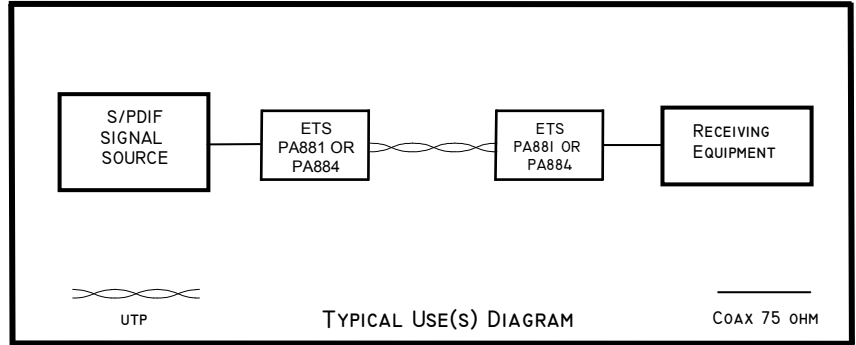 S/PDIF
SIGNAL
SOURCE
ETS
PA881 OR
PA884
ETS
PA881 OR
PA884
RECEIVING
EQUIPMENT
UTP
TYPICAL USE(S) DIAGRAM
COAX 75 OHM